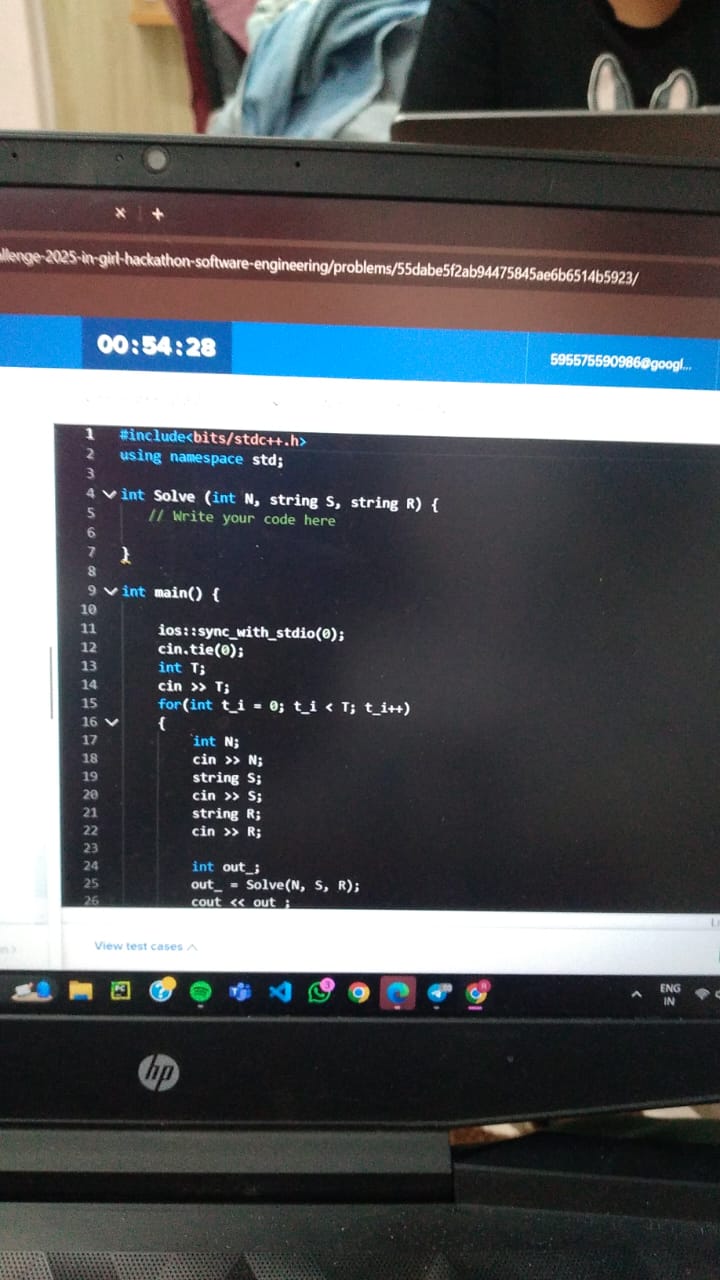 × +
llenge-2025-in-girl-hackathon-software-engineering/problems/55dabe5f2ab94475845ae6b6514b5923/
00:54:28
595575590986@googl...
1 #include<bits/stdc++.h>
2 using namespace std;
3
4 int Solve (int N, string S, string R) {
5 // Write your code here
6
7 }
8
9 int main() {
10
11 ios::sync_with_stdio(0);
12 cin.tie(0);
13 int T;
14 cin >> T;
15 for(int t_i = 0; t_i < T; t_i++)
16 {
17 int N;
18 cin >> N;
19 string S;
20 cin >> S;
21 string R;
22 cin >> R;
23
24 int out_;
25 out_ = Solve(N, S, R);
26 cout << out_;
View test cases
ENG
IN
hp